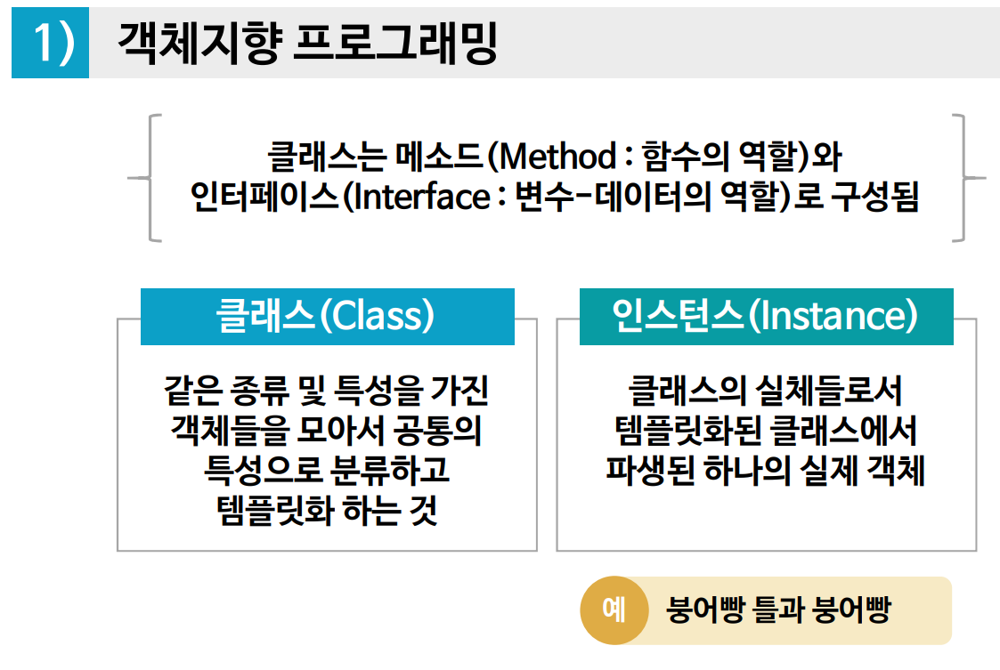 1) 객체지향 프로그래밍
클래스는 메소드(Method : 함수의 역할)와
인터페이스(Interface : 변수-데이터의 역할)로 구성됨
클래스(Class)
같은 종류 및 특성을 가진
객체들을 모아서 공통의
특성으로 분류하고
템플릿화 하는 것
인스턴스(Instance)
클래스의 실체들로서
템플릿화된 클래스에서
파생된 하나의 실제 객체
예 붕어빵 틀과 붕어빵